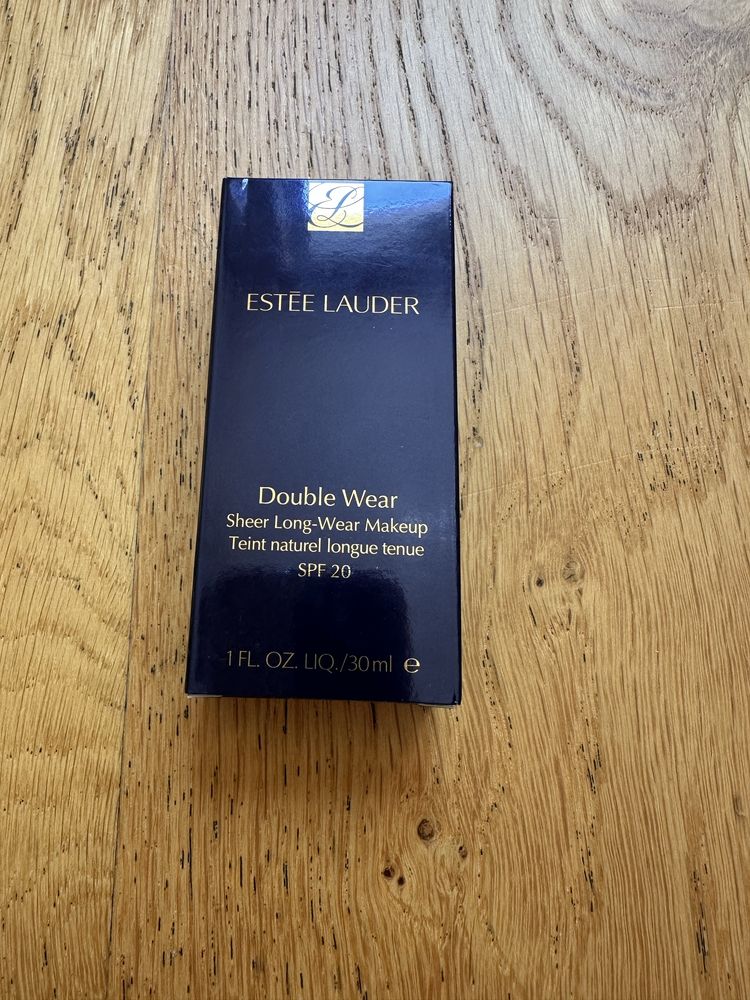 EL
ESTĒE LAUDER
Double Wear
Sheer Long-Wear Makeup
Teint naturel longue tenue
SPF 20
1 FL. OZ. LIQ./30 ml ℮